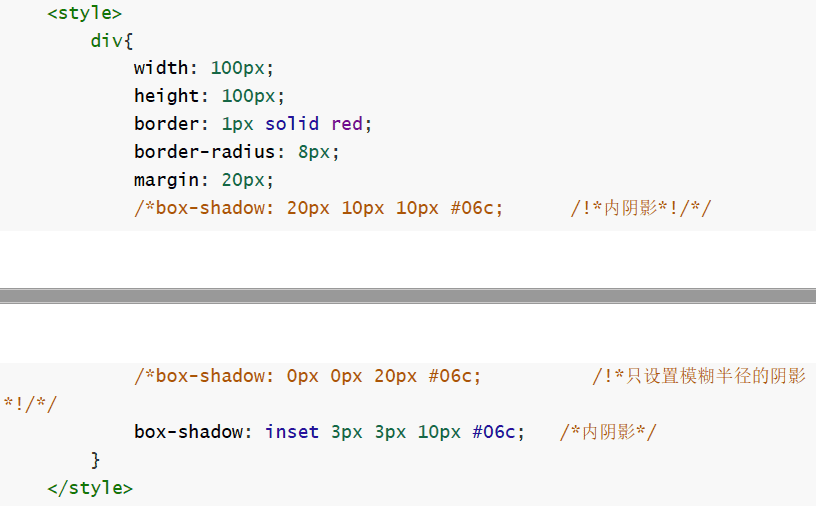 <style>
div{
width: 100px;
height: 100px;
border: 1px solid red;
border-radius: 8px;
margin: 20px;
/*box-shadow: 20px 10px 10px #06c; /!*内阴影*!/*/
/*box-shadow: 0px 0px 20px #06c; /!*只设置模糊半径的阴影
*!/*/
box-shadow: inset 3px 3px 10px #06c; /*内阴影*/
}
</style>